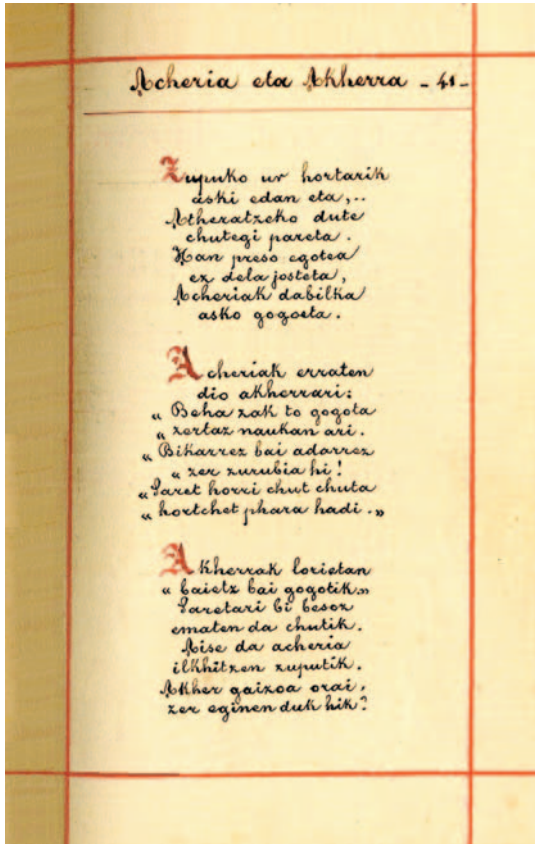 Acheria eta Akherra - 41 -
Zupuko ur hortarik
aski edan eta,..
Atheratzeko dute
chutegi pareta.
Han preso egotea
ez dela josteta,
Acheriak dabilka
asko gogoeta.
Acheriak erraten
dio akherrari:
« Beha zak to gogota
« zertaz naukan ari.
« Bikarrez bai adarrez
« zer zurubia hi!
« Paret horri chut chuta
« hortchet phara hadi.»
Akherrak lorietan
« baietz bai gogotik»
Paretari bi besoz
ematen da chutik.
Aise da acheria
ilkhitzen zuputik.
Akher gaizoa orai,
zer eginen duk hik?